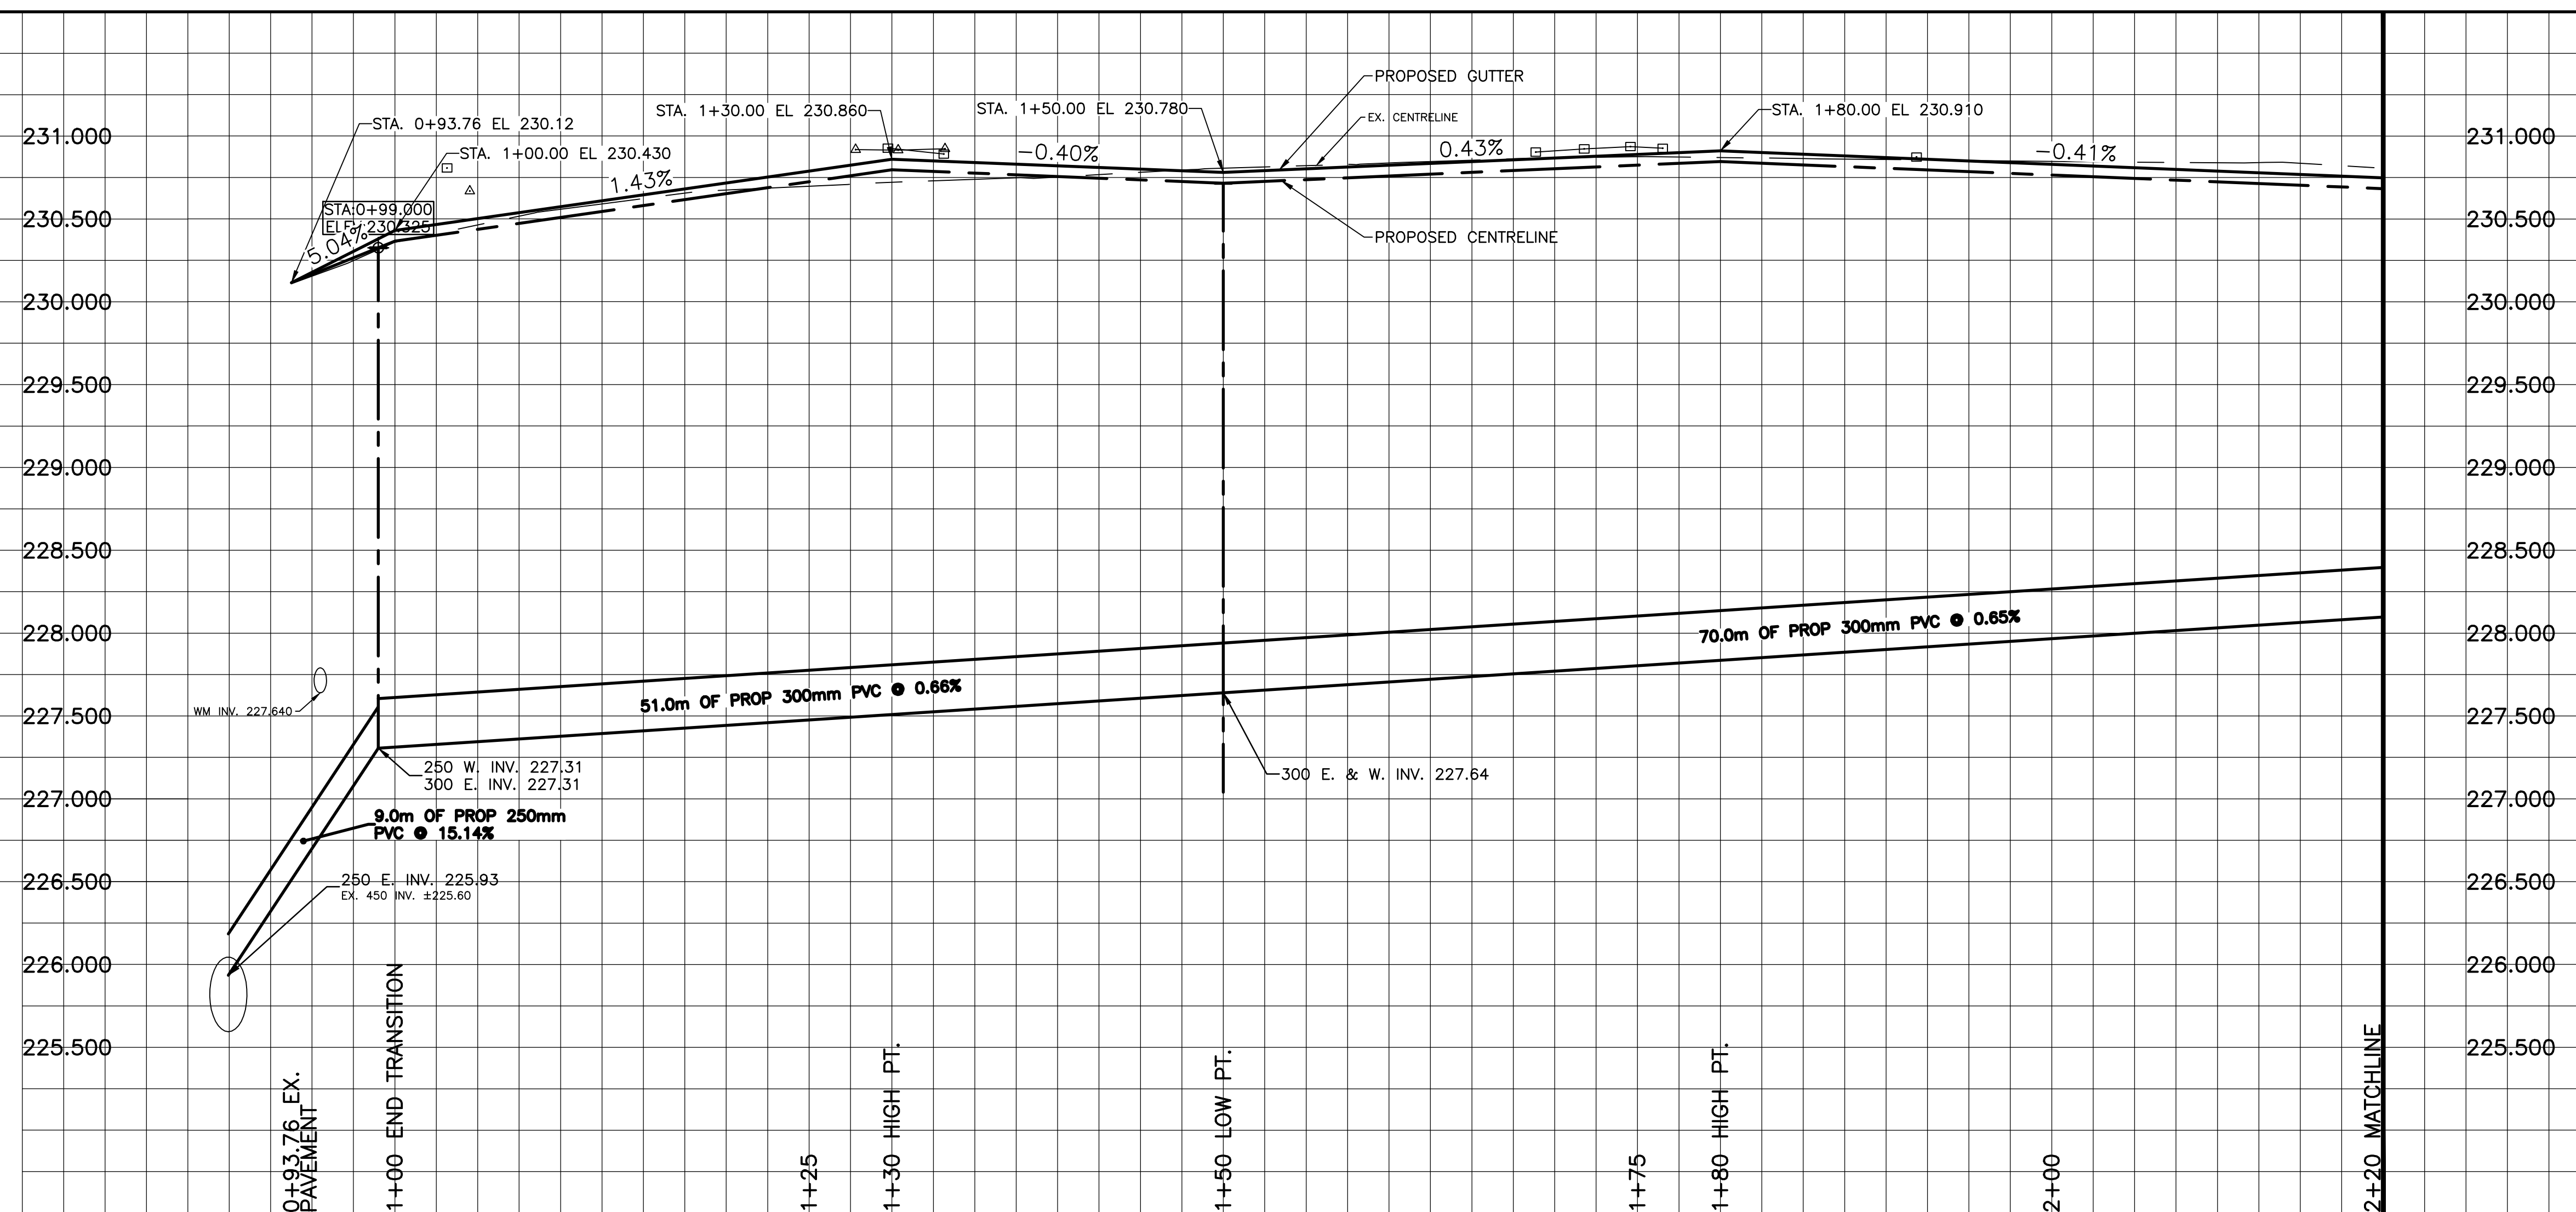 PROPOSED GUTTER
STA. 1+30.00 EL 230.860
STA. 1+50.00 EL 230.780
EX. CENTRELINE
STA. 1+80.00 EL 230.910
STA. 0+93.76 EL 230.12
231.000
231.000
STA. 1+00.00 EL 230.430
-0.40%
0.43%
-0.41%
1.43%
STA:0+99.000
ELEV:230.325
230.500
230.500
5.04%
PROPOSED CENTRELINE
230.000
230.000
229.500
229.500
229.000
229.000
228.500
228.500
228.000
228.000
70.0m OF PROP 300mm PVC @ 0.65%
51.0m OF PROP 300mm PVC @ 0.66%
WM INV. 227.640
227.500
227.500
250 W. INV. 227.31
300 E. INV. 227.31
300 E. & W. INV. 227.64
227.000
227.000
9.0m OF PROP 250mm
PVC @ 15.14%
226.500
226.500
250 E. INV. 225.93
EX. 450 INV. ±225.60
226.000
226.000
225.500
225.500
0+93.76 EX.
PAVEMENT
1+00 END TRANSITION
1+25
1+30 HIGH PT.
1+50 LOW PT.
1+75
1+80 HIGH PT.
2+00
2+20 MATCHLINE